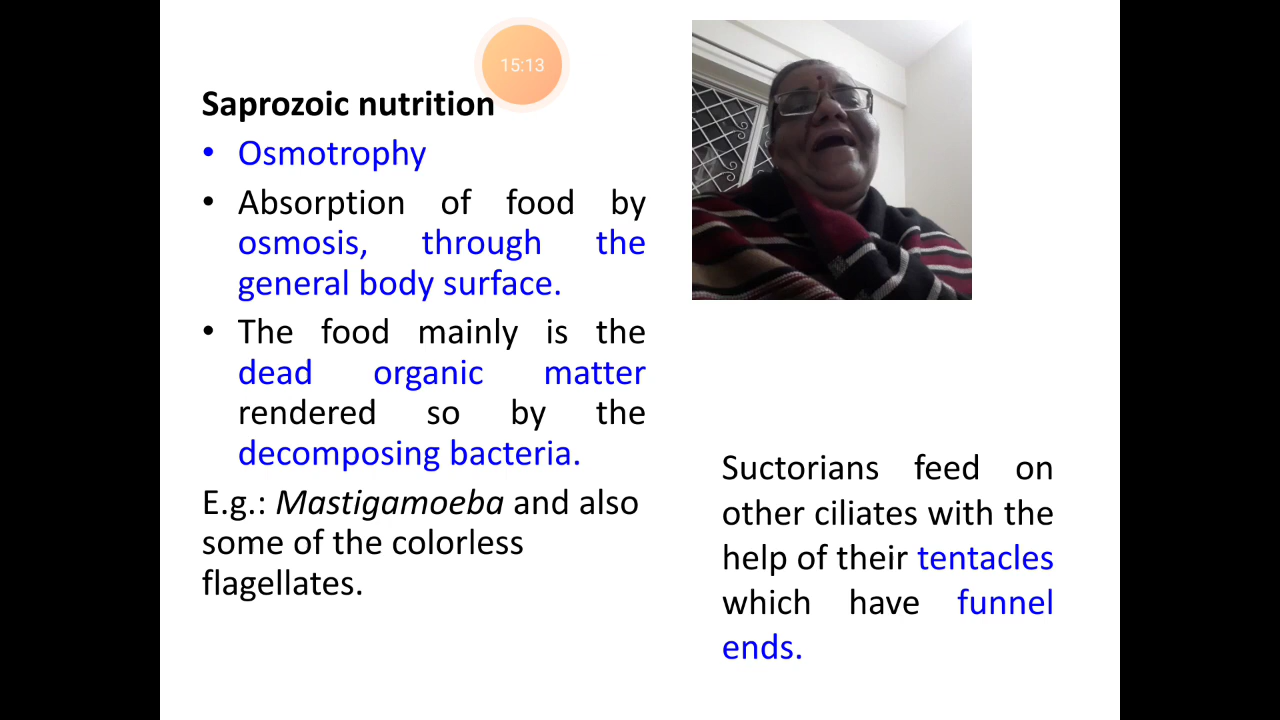 15:13
Saprozoic nutrition
• Osmotrophy
• Absorption of food by
osmosis, through the
general body surface.
• The food mainly is the
dead organic matter
rendered so by the
decomposing bacteria.
E.g.: Mastigamoeba and also
some of the colorless
flagellates.
Suctorians feed on
other ciliates with the
help of their tentacles
which have funnel
ends.